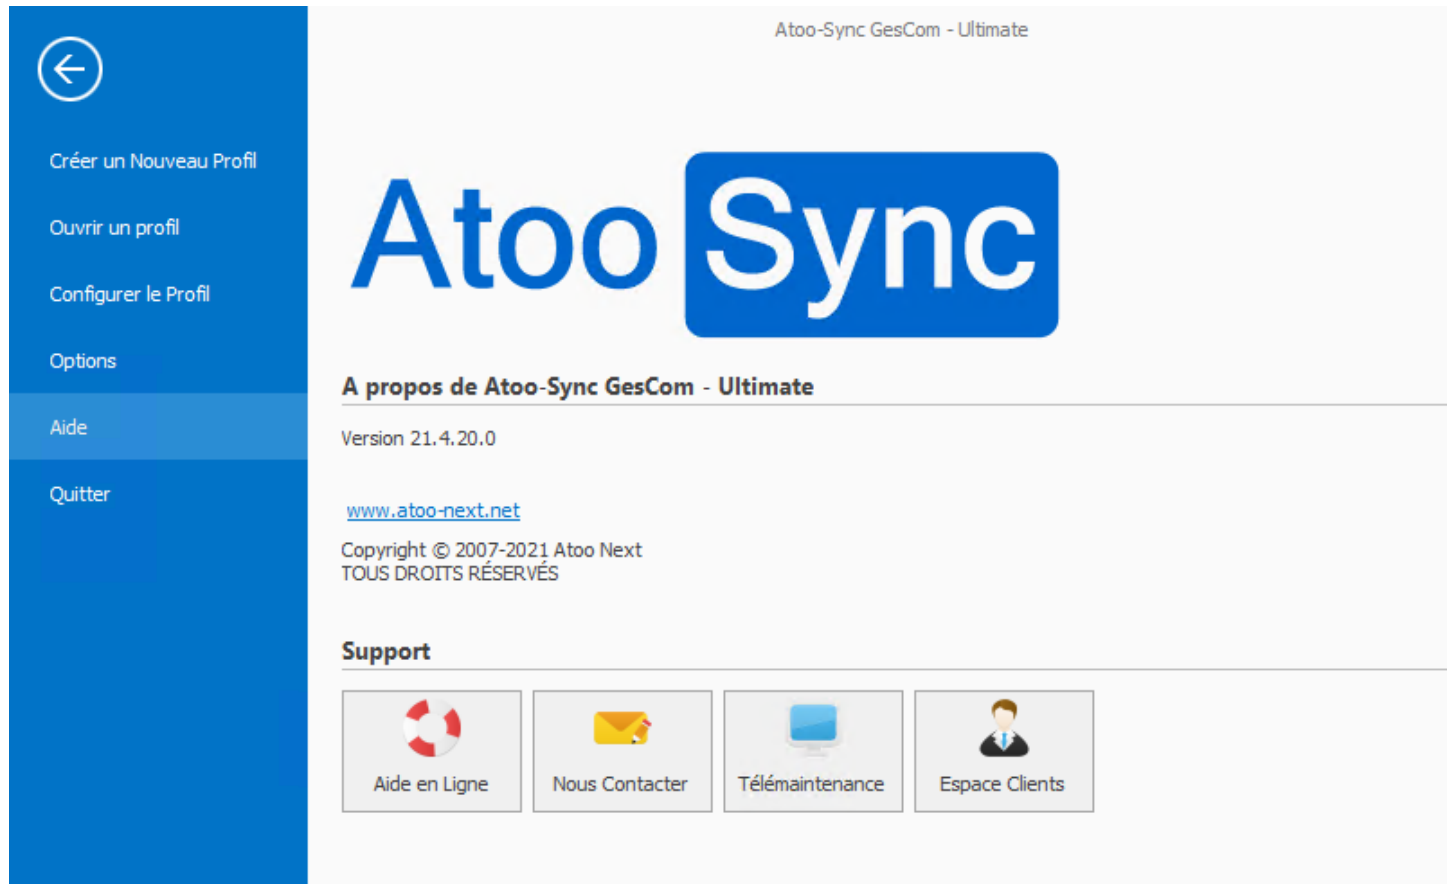 Atoo-Sync GesCom - Ultimate
Créer un Nouveau Profil
Ouvrir un profil
Configurer le Profil
Options
Aide
Quitter
Atoo Sync
A propos de Atoo-Sync GesCom - Ultimate
Version 21.4.20.0
www.atoo-next.net
Copyright © 2007-2021 Atoo Next
TOUS DROITS RÉSERVÉS
Support
Aide en Ligne
Nous Contacter
Télémaintenance
Espace Clients